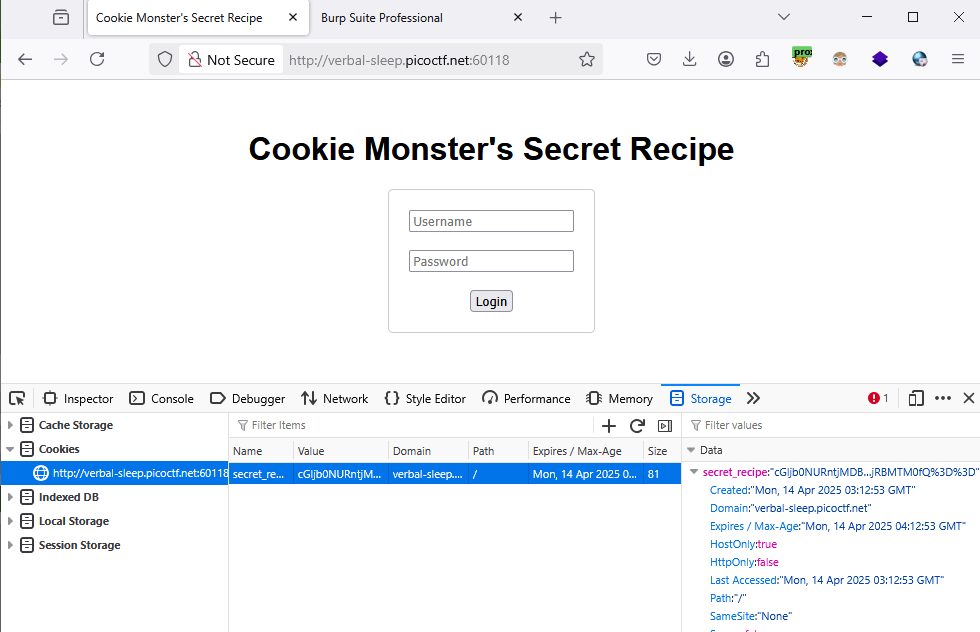 Cookie Monster's Secret Recipe
Burp Suite Professional
Not Secure
http://verbal-sleep.picoctf.net:60118
prox
Cookie Monster's Secret Recipe
Username
Password
Login
Inspector Console Debugger Network Style Editor Performance Memory Storage 1
Cache Storage
Cookies
http://verbal-sleep.picoctf.net:60118
Indexed DB
Local Storage
Session Storage
Filter Items
Name Value Domain Path Expires / Max-Age Size
secret_re... cGljb0NURntjM... verbal-sleep.... / Mon, 14 Apr 2025 0... 81
Filter values
Data
secret_recipe:"cGljb0NURntjMDB...jRBMTM0fQ%3D%3D"
Created:"Mon, 14 Apr 2025 03:12:53 GMT"
Domain:"verbal-sleep.picoctf.net"
Expires / Max-Age:"Mon, 14 Apr 2025 04:12:53 GMT"
HostOnly:true
HttpOnly:false
Last Accessed:"Mon, 14 Apr 2025 03:12:53 GMT"
Path:"/"
SameSite:"None"